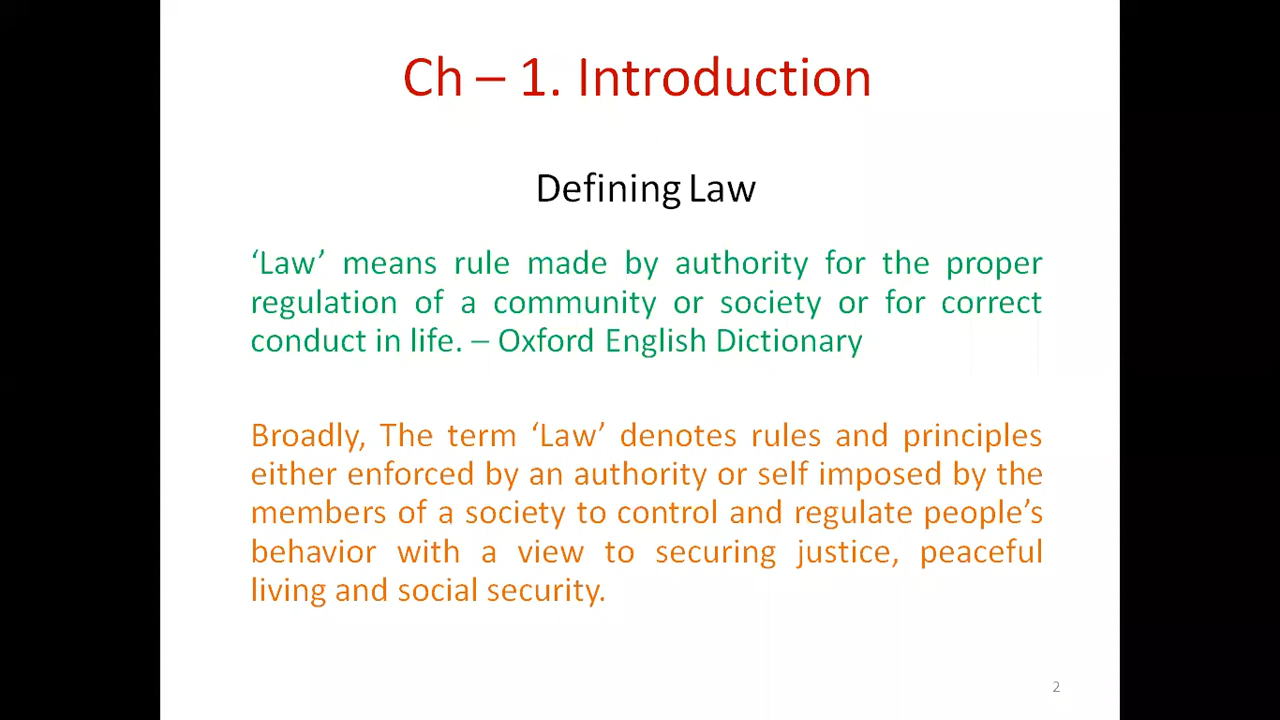 Ch – 1. Introduction
Defining Law
‘Law’ means rule made by authority for the proper
regulation of a community or society or for correct
conduct in life. – Oxford English Dictionary
Broadly, The term ‘Law’ denotes rules and principles
either enforced by an authority or self imposed by the
members of a society to control and regulate people’s
behavior with a view to securing justice, peaceful
living and social security.
2